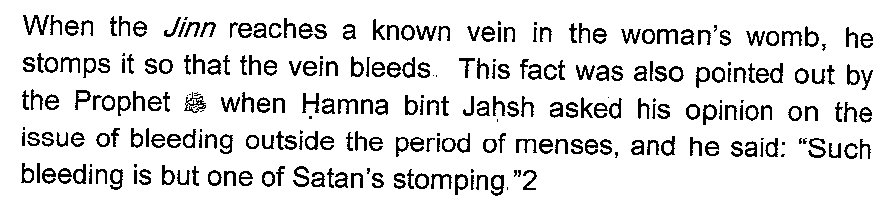 When the Jinn reaches a known vein in the woman's womb, he
stomps it so that the vein bleeds. This fact was also pointed out by
the Prophet ﷺ when Ḥamna bint Jaḥsh asked his opinion on the
issue of bleeding outside the period of menses, and he said: "Such
bleeding is but one of Satan's stomping."2